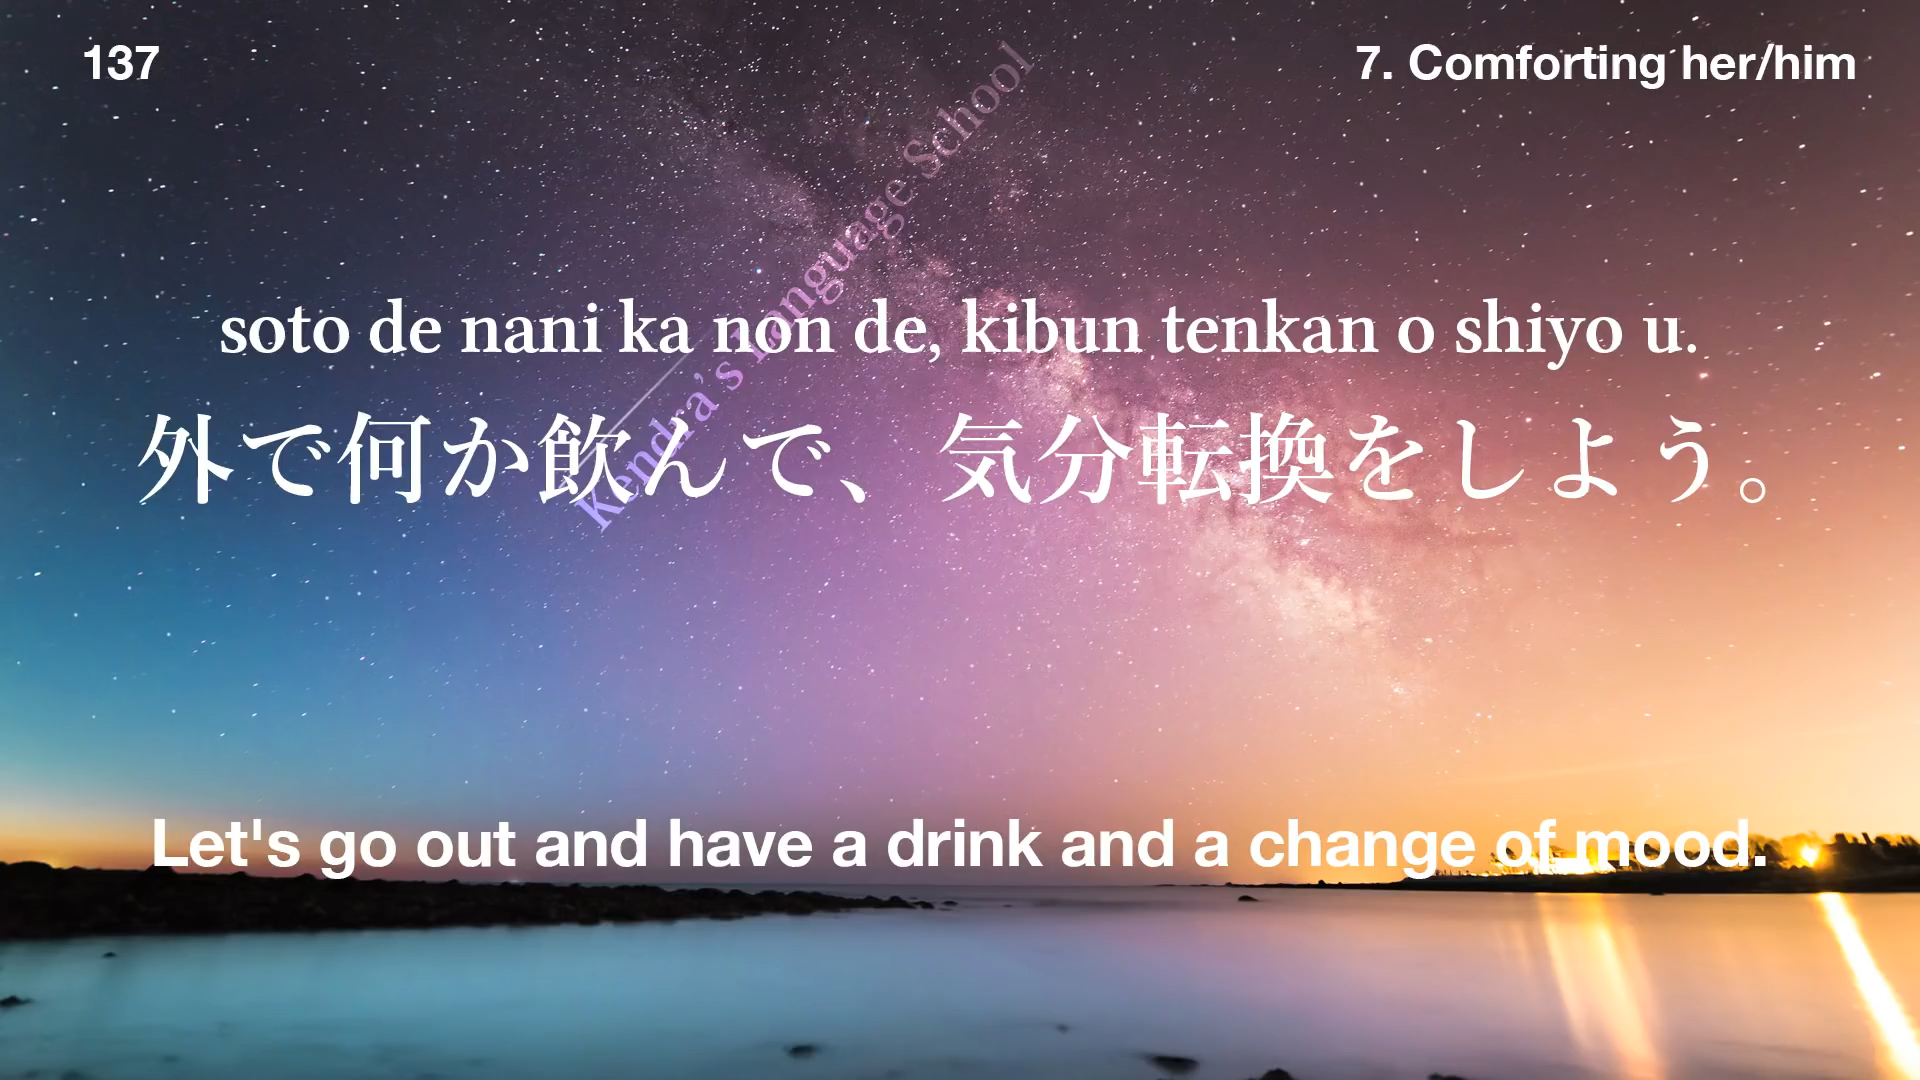 137
7. Comforting her/him
Kendra's Language School
soto de nani ka non de, kibun tenkan o shiyo u.
外で何か飲んで、気分転換をしよう。
Let's go out and have a drink and a change of mood.